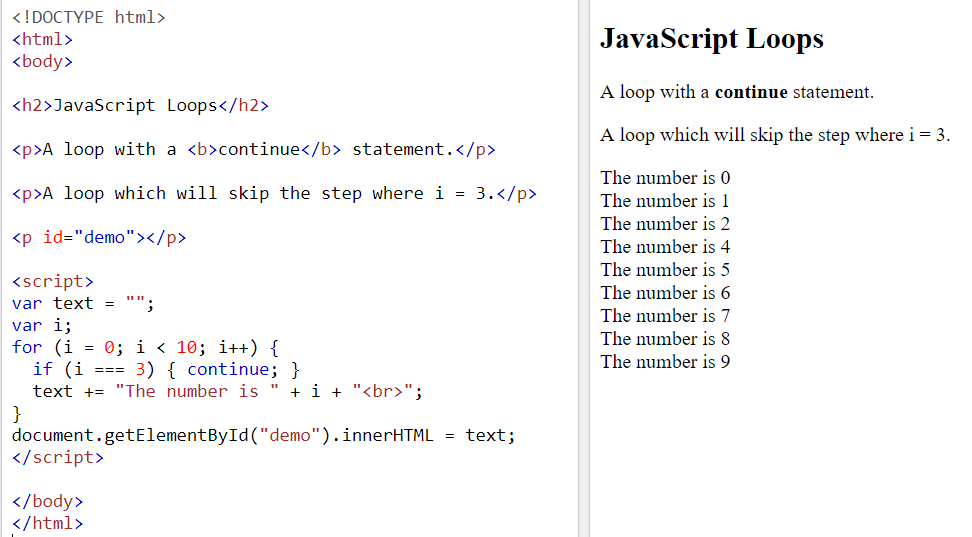 <!DOCTYPE html>
<html>
<body>
<h2>JavaScript Loops</h2>
<p>A loop with a <b>continue</b> statement.</p>
<p>A loop which will skip the step where i = 3.</p>
<p id="demo"></p>
<script>
var text = "";
var i;
for (i = 0; i < 10; i++) {
  if (i === 3) { continue; }
  text += "The number is " + i + "<br>";
}
document.getElementById("demo").innerHTML = text;
</script>
</body>
</html>
JavaScript Loops
A loop with a continue statement.
A loop which will skip the step where i = 3.
The number is 0
The number is 1
The number is 2
The number is 4
The number is 5
The number is 6
The number is 7
The number is 8
The number is 9